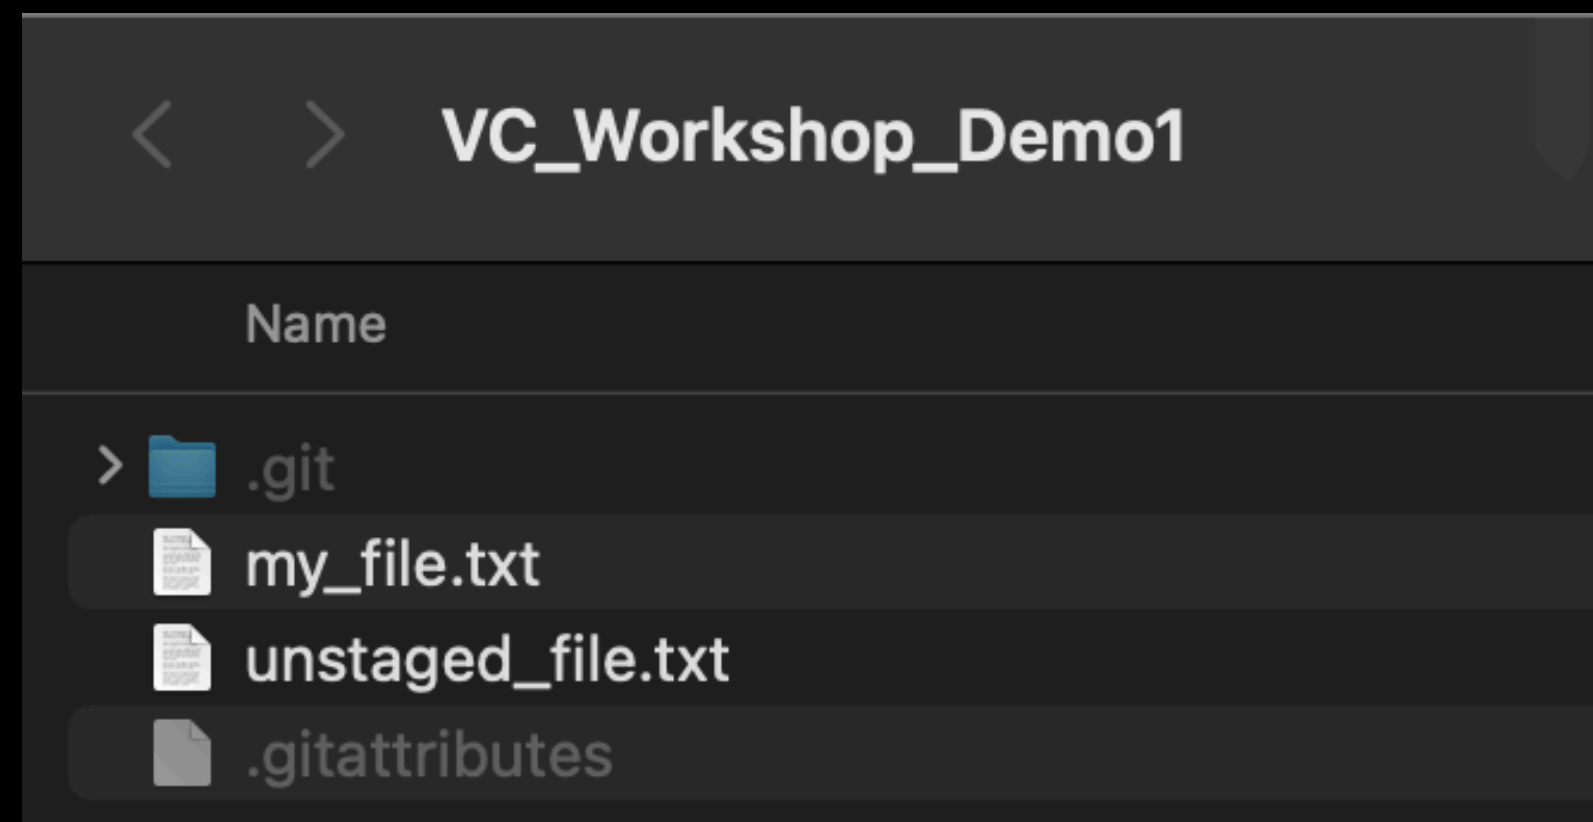 VC_Workshop_Demo1
Name
.git
my_file.txt
unstaged_file.txt
.gitattributes